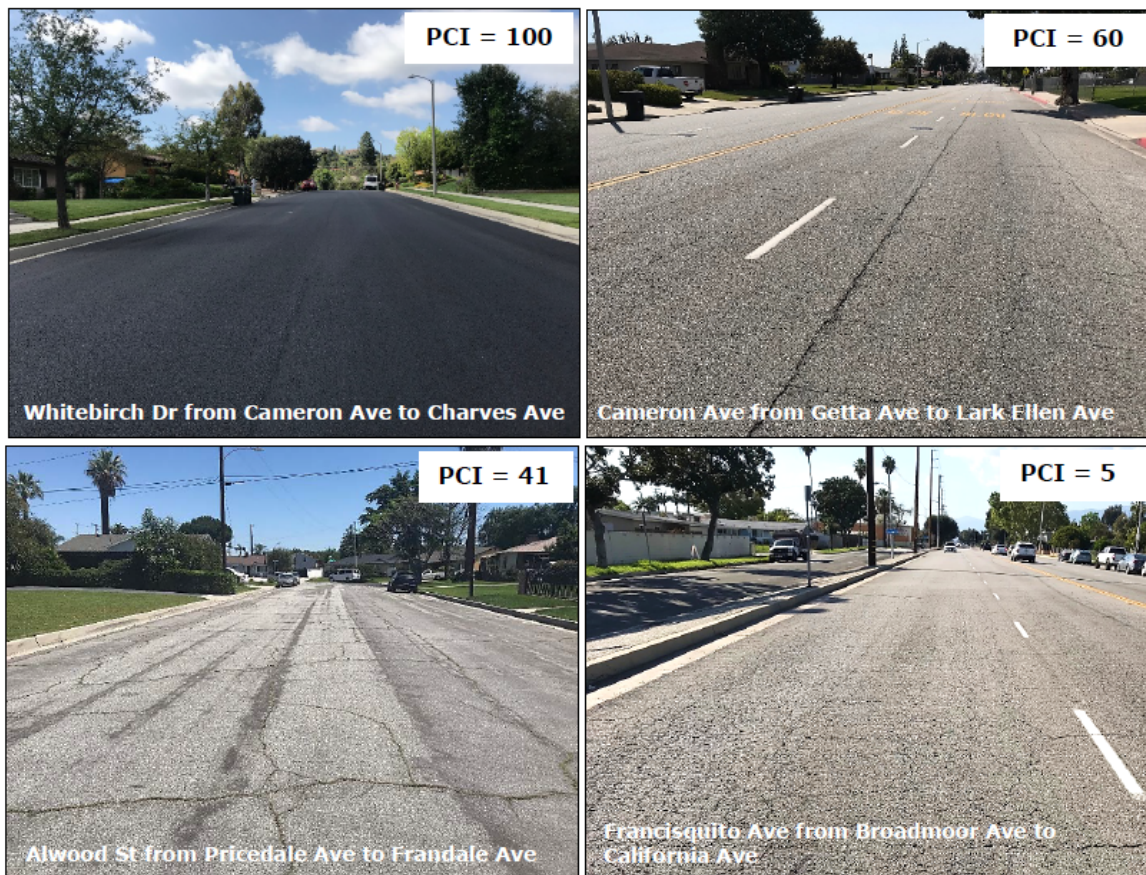 PCI = 100
Whitebirch Dr from Cameron Ave to Charves Ave
PCI = 60
Cameron Ave from Getta Ave to Lark Ellen Ave
PCI = 41
Alwood St from Pricedale Ave to Frandale Ave
PCI = 5
Francisquito Ave from Broadmoor Ave to
California Ave